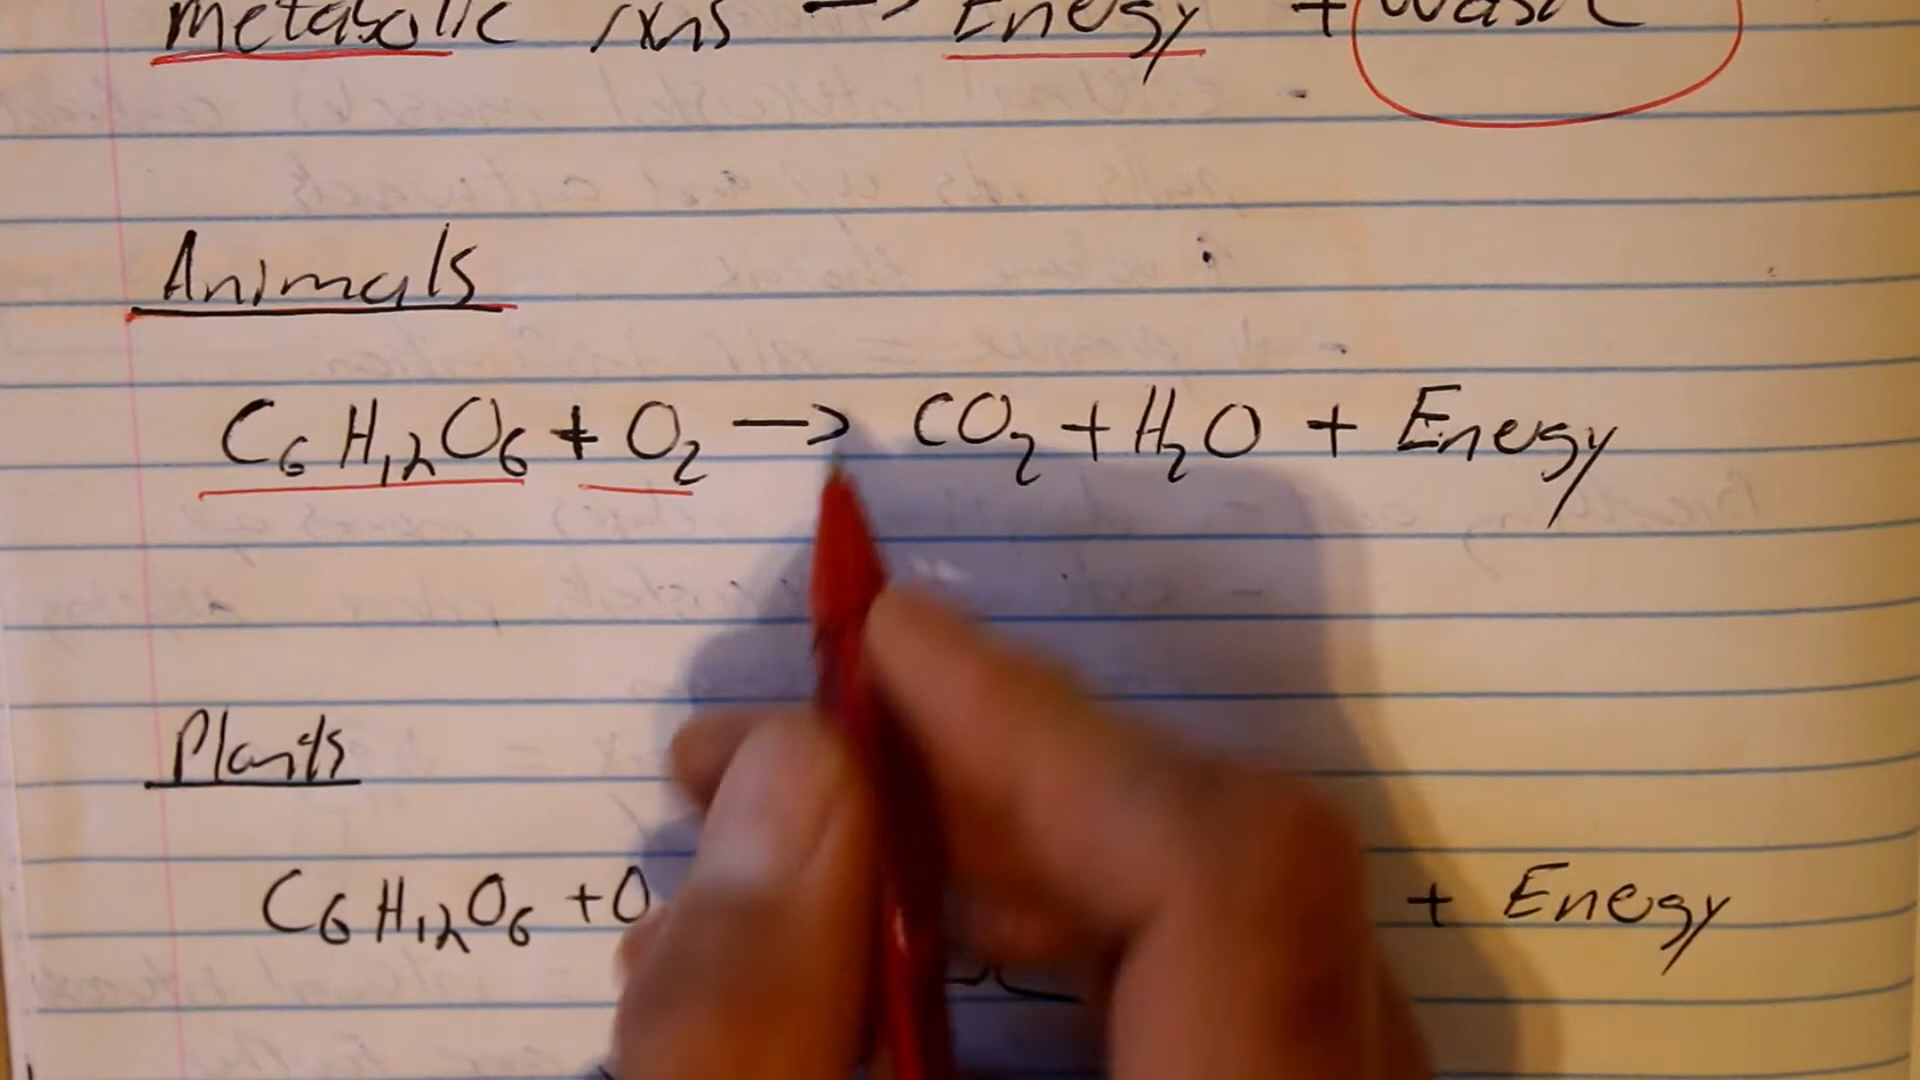 Metabolic rxns → Energy + Waste
Animals
C₆H₁₂O₆ + O₂ → CO₂ + H₂O + Energy
Plants
C₆H₁₂O₆ + O + Energy